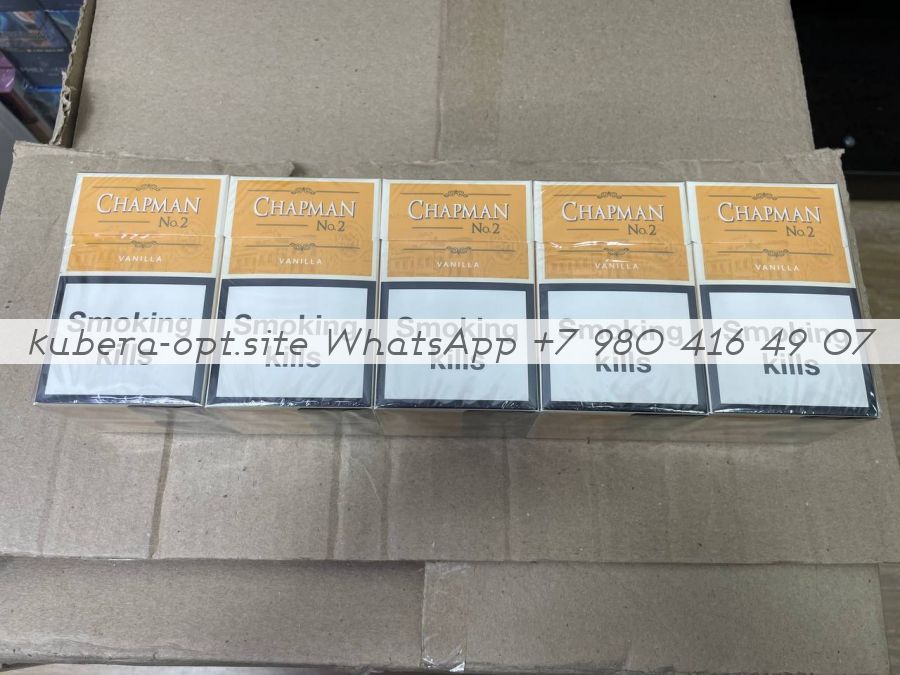 CHAPMAN
No.2
VANILLA
CHAPMAN
No.2
VANILLA
CHAPMAN
No.2
VANILLA
CHAPMAN
No.2
VANILLA
CHAPMAN
No.2
VANILLA
Smoking
kills
Smoking
kills
Smoking
kills
Smoking
kills
Smoking
kills
kubera-opt.site WhatsApp +7 980 416 49 07